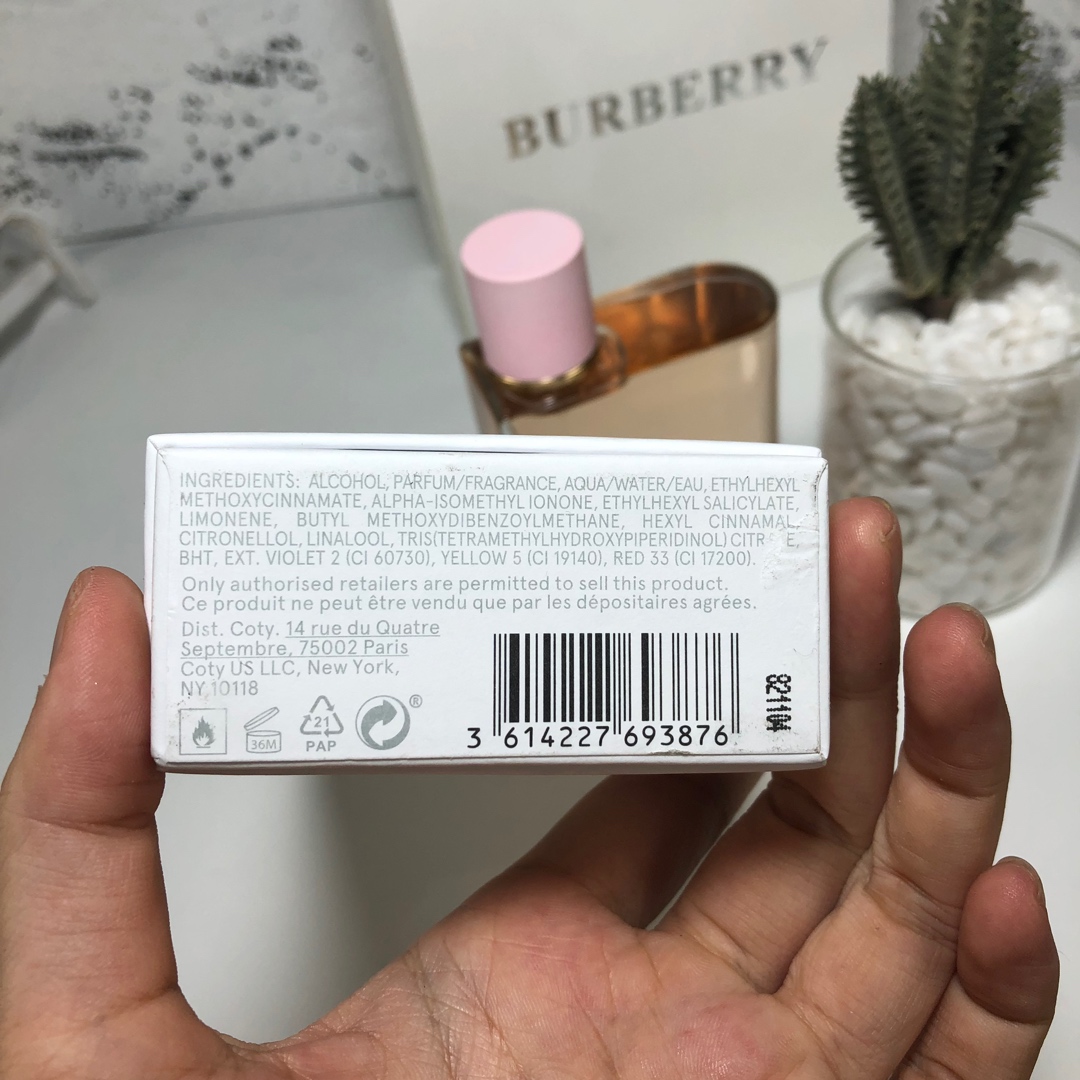 BURBERRY
INGREDIENTS: ALCOHOL, PARFUM/FRAGRANCE, AQUA/WATER/EAU, ETHYLHEXYL
METHOXYCINNAMATE, ALPHA-ISOMETHYL IONONE, ETHYLHEXYL SALICYLATE,
LIMONENE, BUTYL METHOXYDIBENZOYLMETHANE, HEXYL CINNAMAL
CITRONELLOL, LINALOOL, TRIS(TETRAMETHYLHYDROXYPIPERIDINOL)
BHT, EXT. VIOLET 2 (CI 60730), YELLOW 5 (CI 19140), RED 33 (CI 17200).
Only authorised retailers are permitted to sell this product.
Ce produit ne peut être vendu que par les dépositaires agrées.
Dist. Coty. 14 rue du Quatre
Septembre, 75002 Paris
Coty US LLC, New York,
NY 10118
36M
21
PAP
®
3 614227 693876